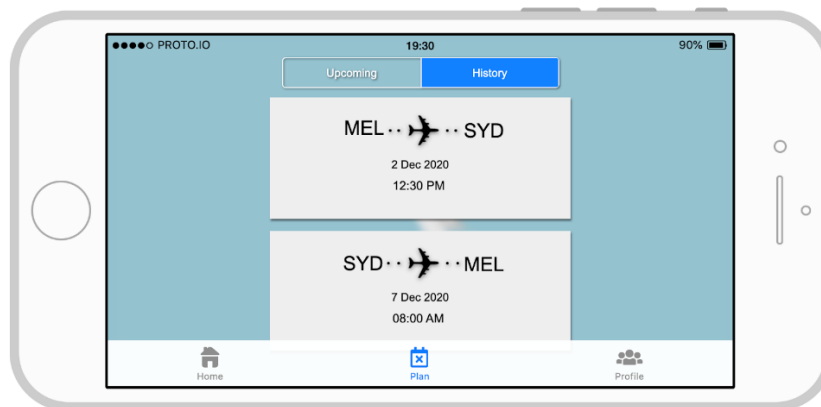 PROTO.IO 19:30 90%
Upcoming History
MEL SYD
2 Dec 2020
12:30 PM
SYD MEL
7 Dec 2020
08:00 AM
Home Plan Profile